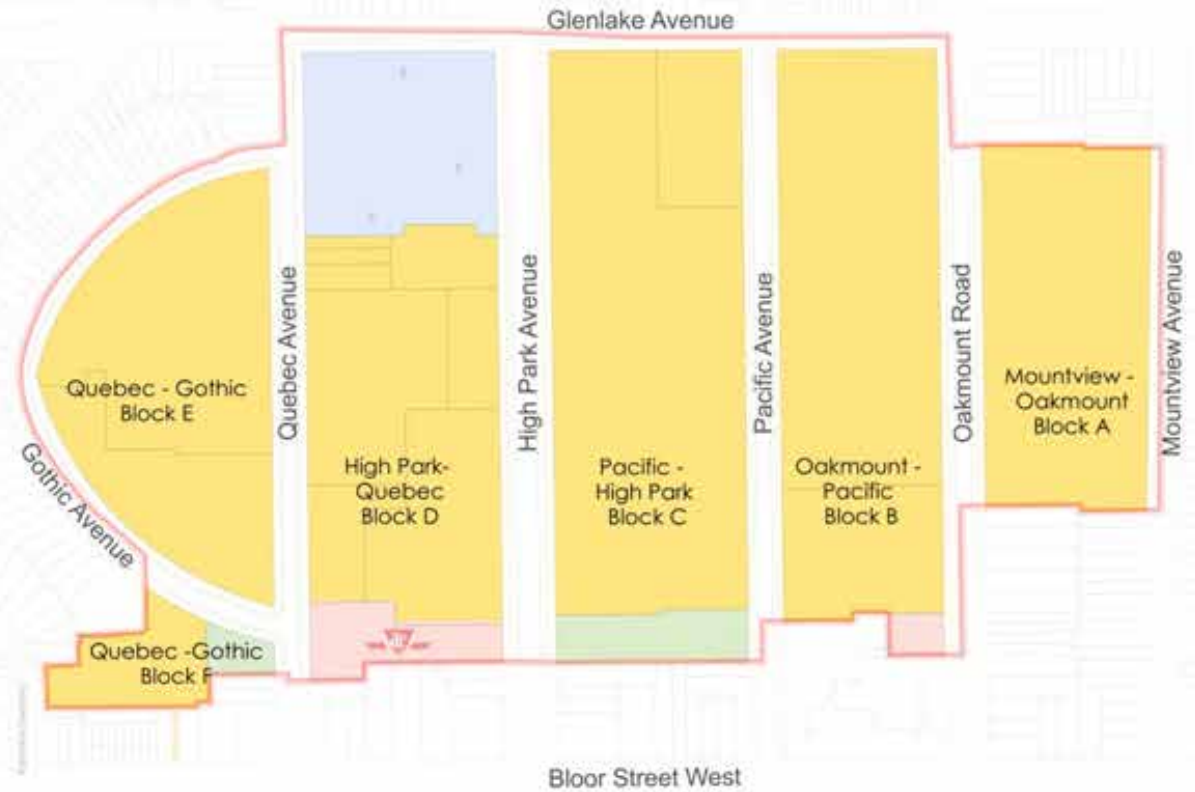 Glenlake Avenue
Quebec Avenue
High Park Avenue
Pacific Avenue
Oakmount Road
Mountview Avenue
Gothic Avenue
Quebec - Gothic
Block E
High Park-
Quebec
Block D
Pacific -
High Park
Block C
Oakmount -
Pacific
Block B
Mountview -
Oakmount
Block A
Quebec -Gothic
Block F
Bloor Street West